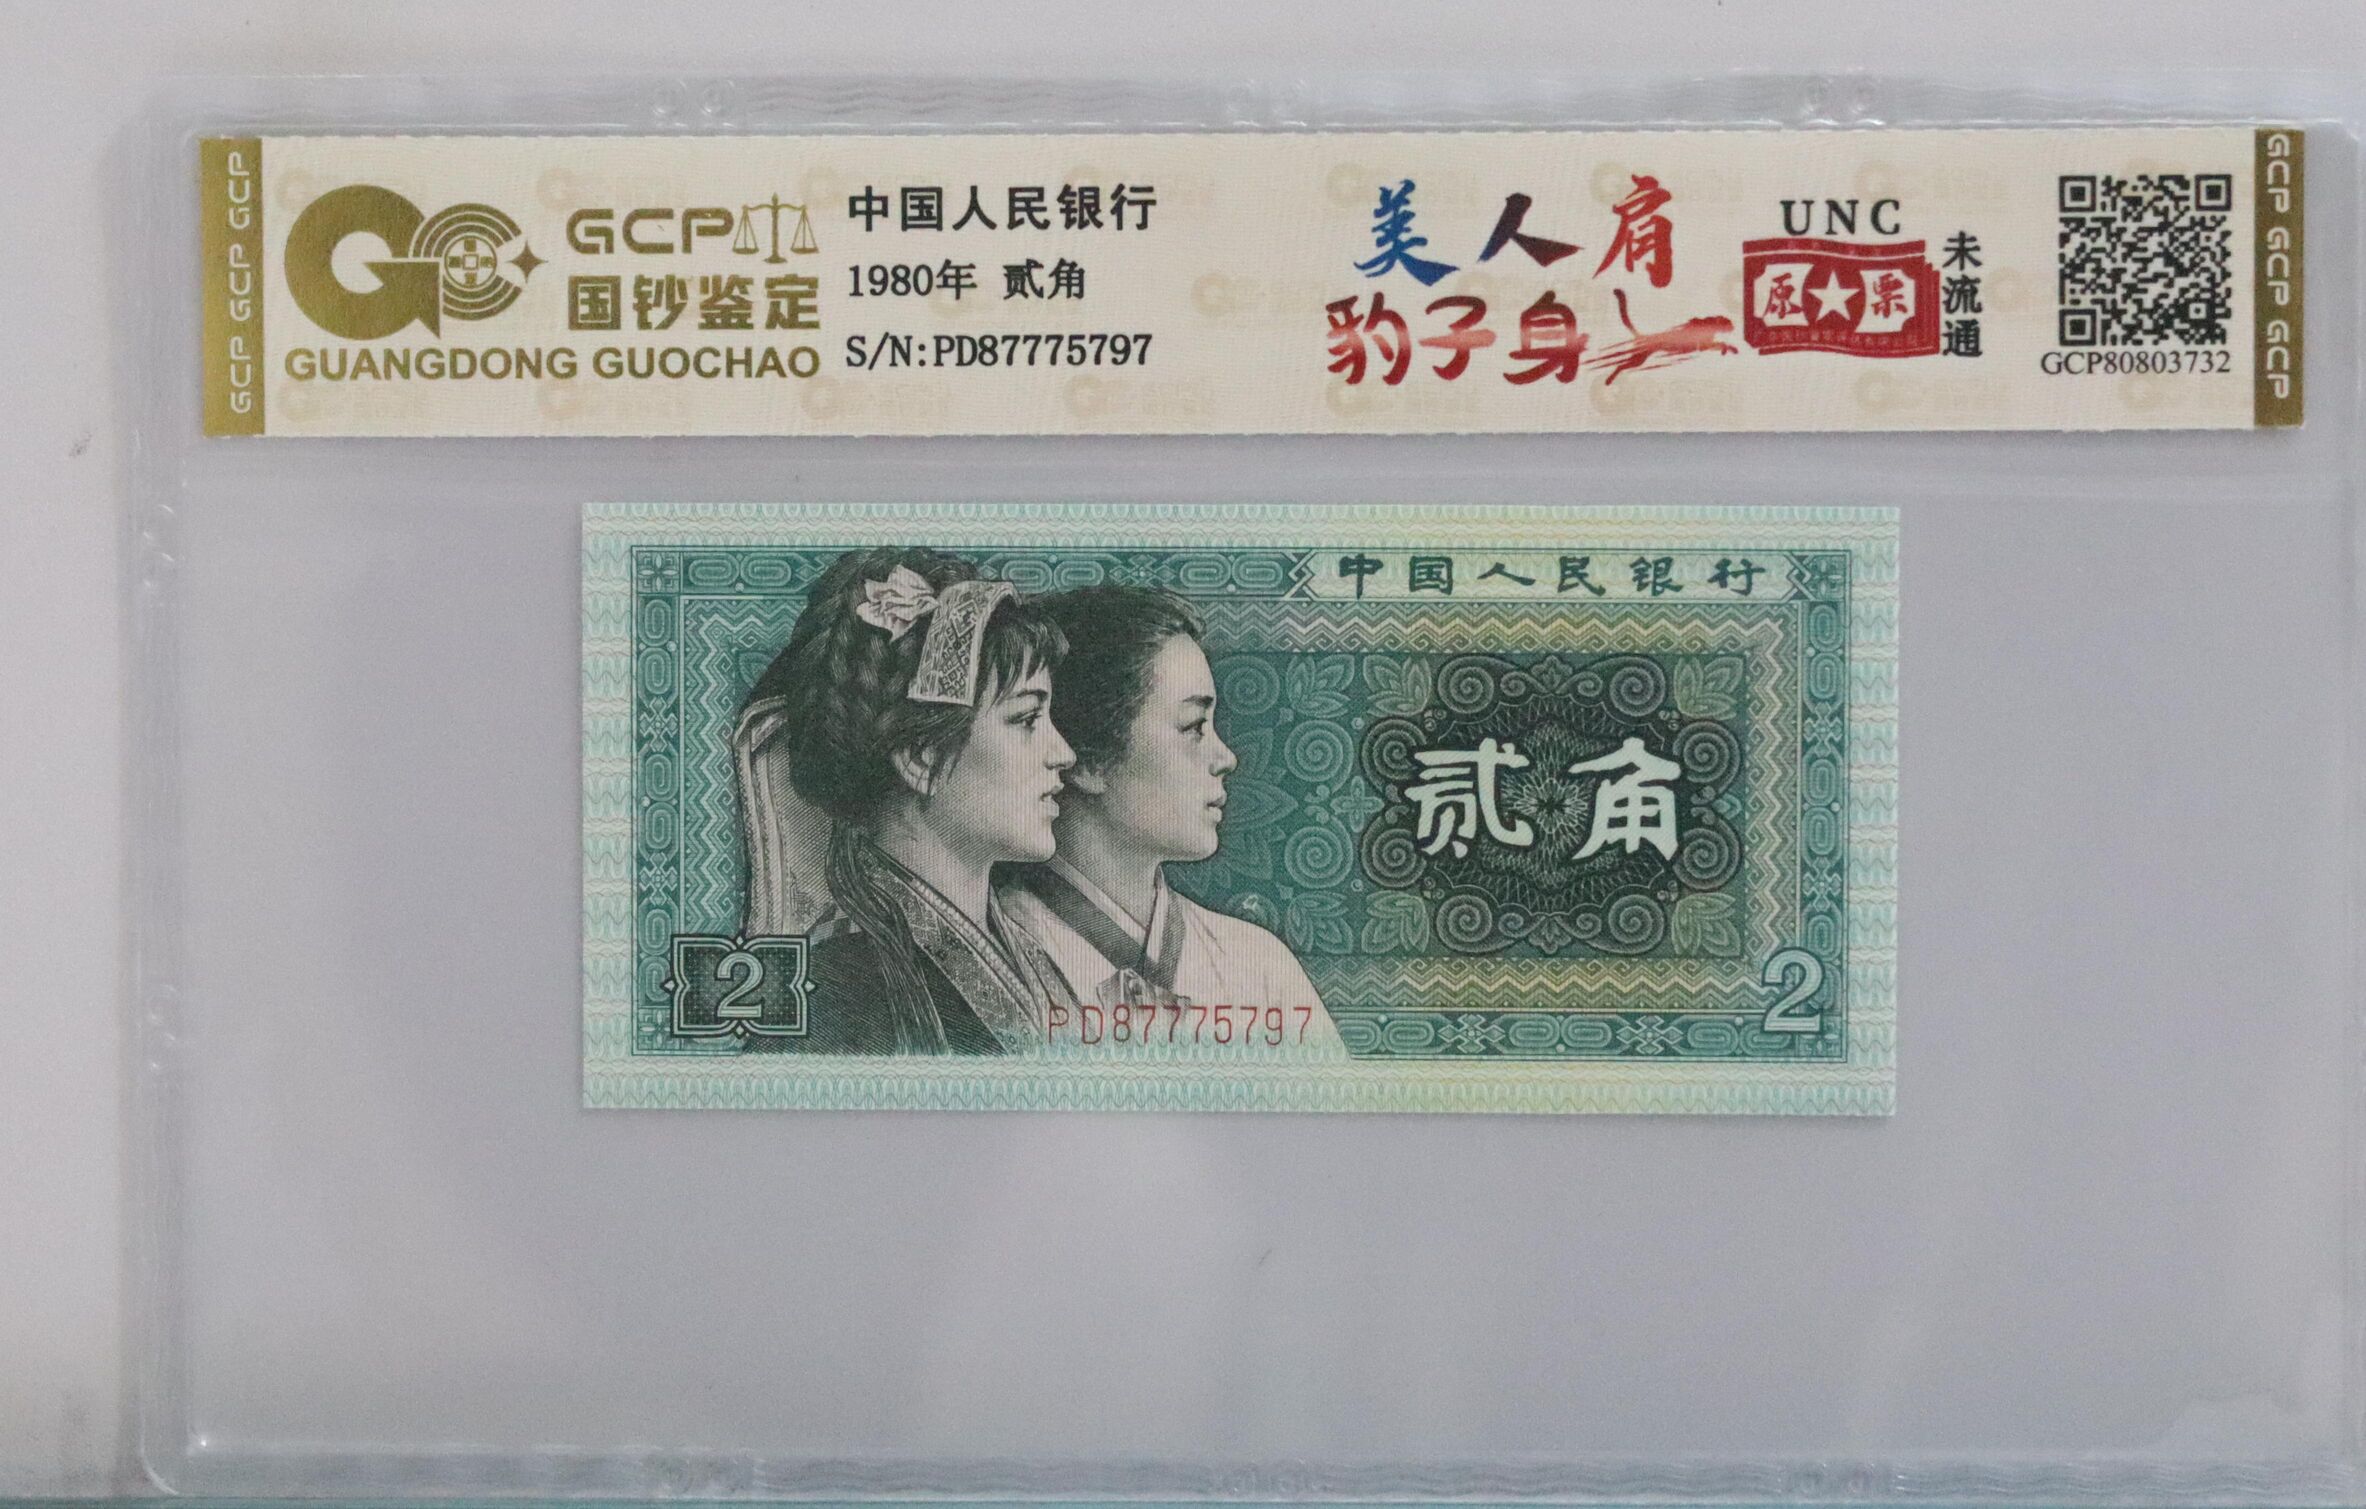 GCP GCP GCP
GCP
国钞鉴定
GUANGDONG GUOCHAO
中国人民银行
1980年 贰角
S/N:PD87775797
美人肩
豹子身
UNC
原★票
未流通
GCP80803732
GCP GCP GCP
中国人民银行
贰角
2
PD87775797
2